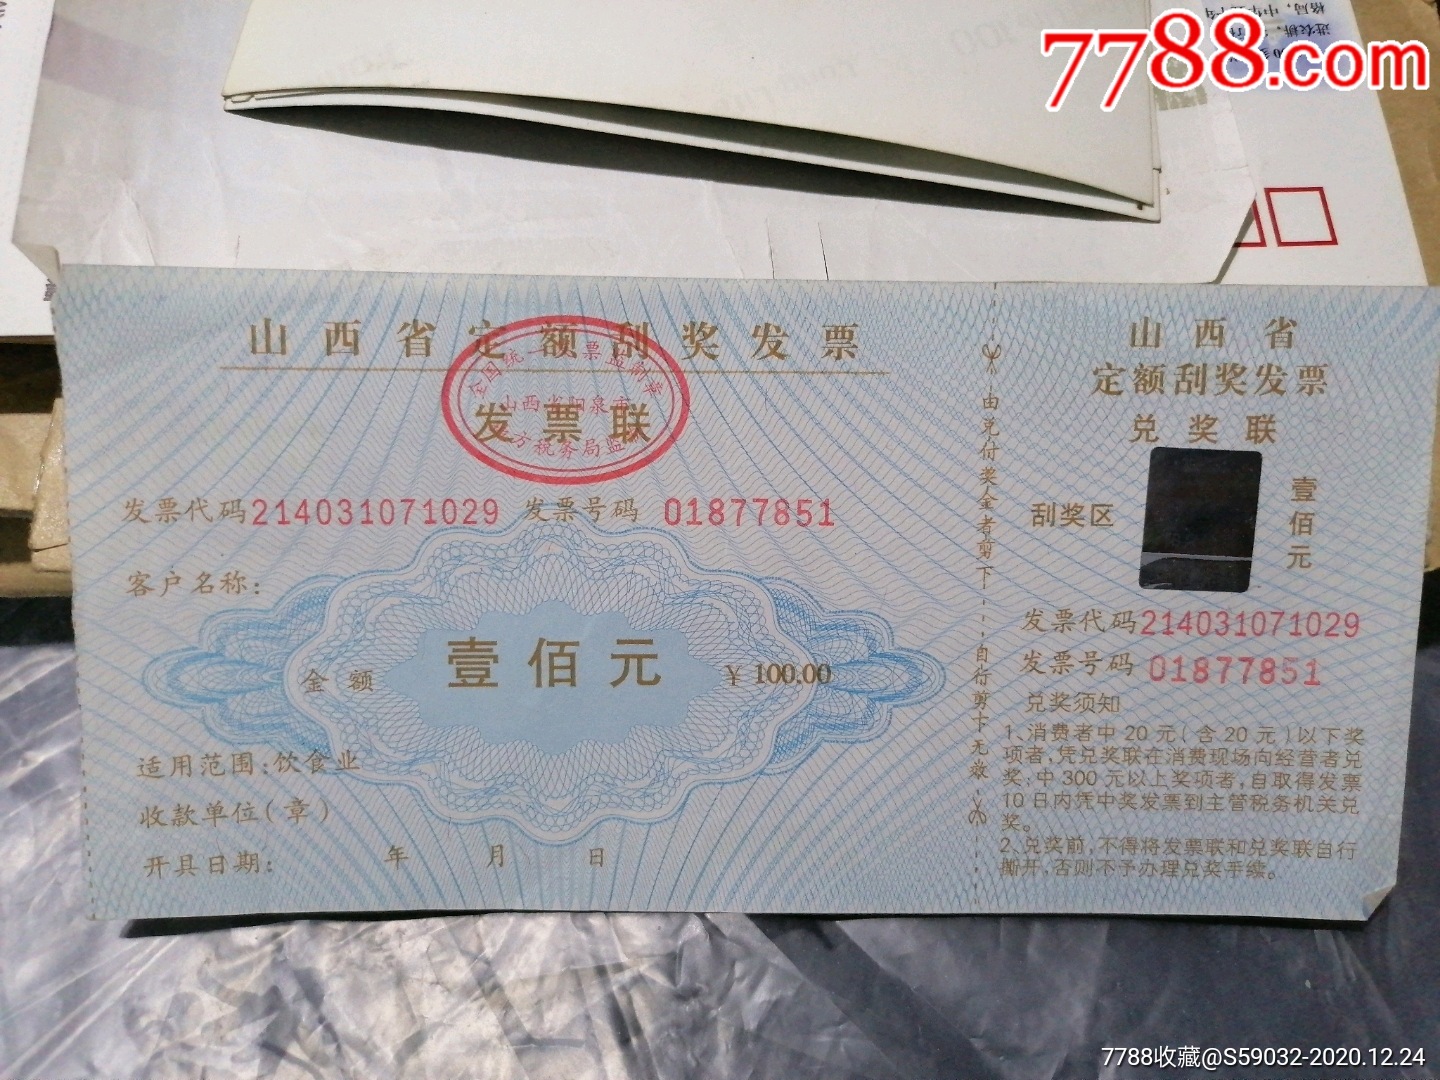 7788.com
山西省定额刮奖发票
全国统一发票监制章
山西省阳泉市
地方税务局监制
发票联
发票代码214031071029 发票号码 01877851
客户名称:
金额 壹佰元 ¥100.00
适用范围:饮食业
收款单位(章)
开具日期: 年 月 日
由兑付奖金者剪下
自行剪下无效
山西省
定额刮奖发票
兑奖联
刮奖区
壹佰元
发票代码214031071029
发票号码 01877851
兑奖须知
1、消费者中20元(含20元)以下奖
项者,凭兑奖联在消费现场向经营者兑
奖;中300元以上奖项者,自取得发票
10日内凭中奖发票到主管税务机关兑
奖。
2、兑奖前,不得将发票联和兑奖联自行
撕开,否则不予办理兑奖手续。
7788收藏@S59032-2020.12.24